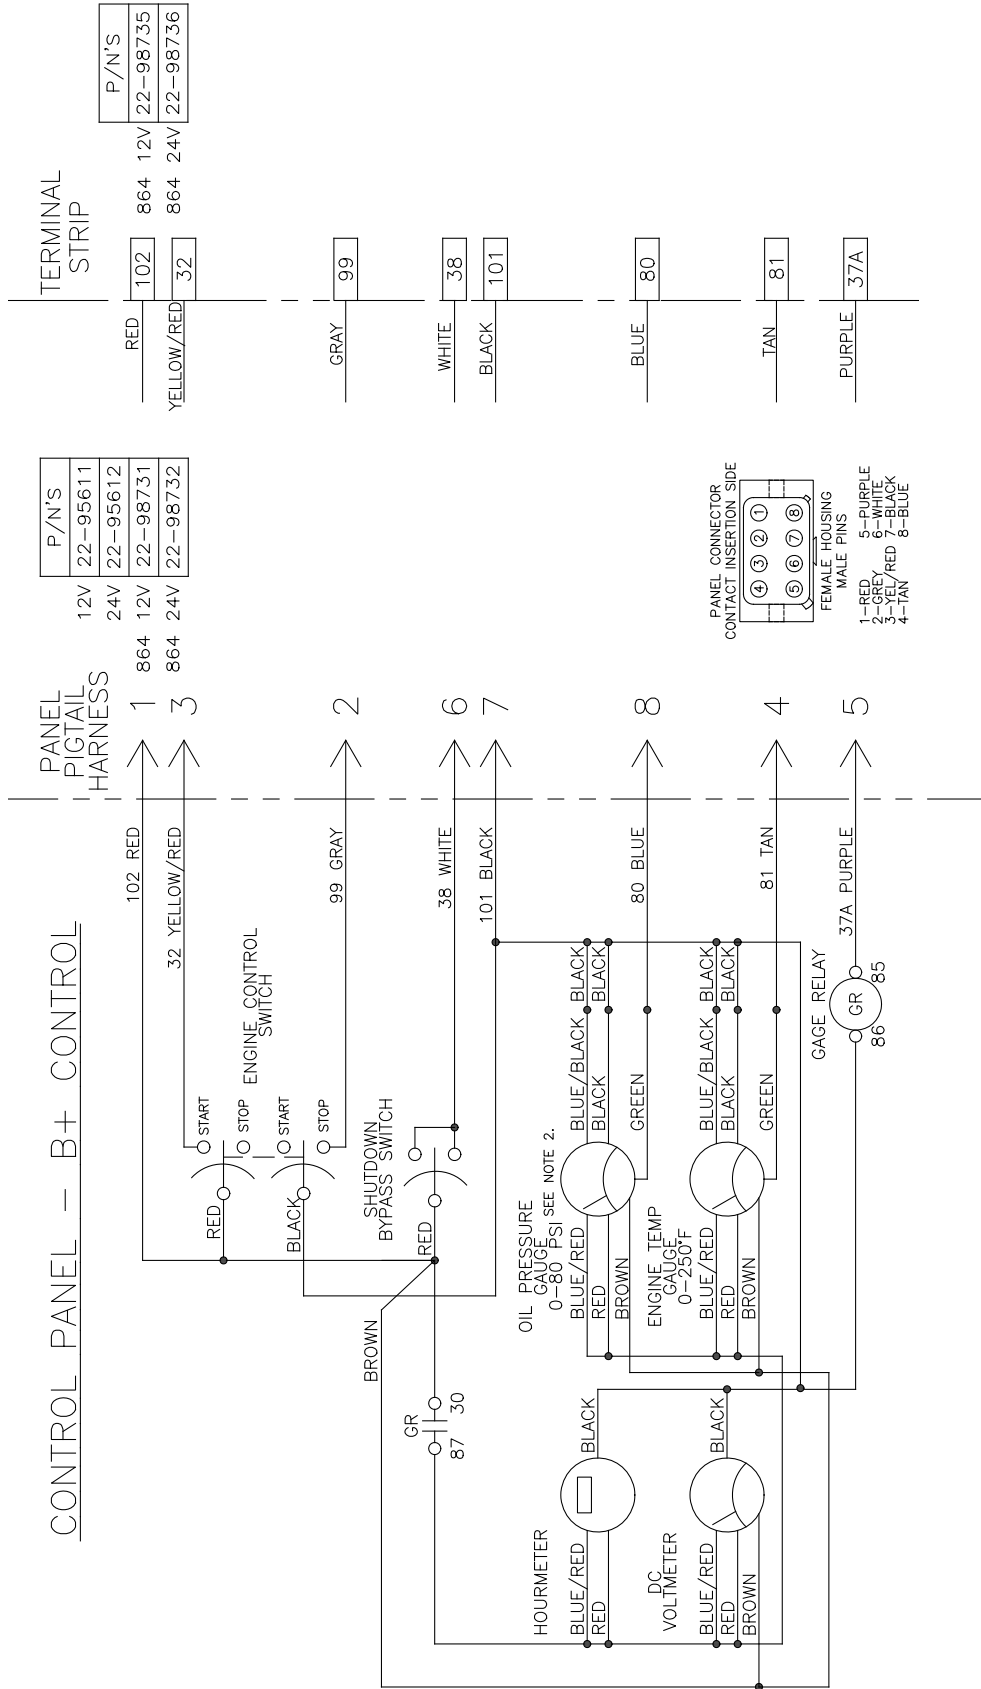 CONTROL PANEL - B+ CONTROL
PANEL
PIGTAIL
HARNESS
P/N'S
12V 22-95611
24V 22-95612
864 12V 22-98731
864 24V 22-98732
TERMINAL
STRIP
P/N'S
864 12V 22-98735
864 24V 22-98736
102 RED
1
RED
102
32 YELLOW/RED
3
YELLOW/RED
32
START
STOP
START
STOP
ENGINE CONTROL
SWITCH
RED
BLACK
99 GRAY
2
GRAY
99
SHUTDOWN
BYPASS SWITCH
RED
38 WHITE
6
WHITE
38
101 BLACK
7
BLACK
101
BROWN
GR
87
30
OIL PRESSURE
GAUGE
0-80 PSI SEE NOTE 2.
BLUE/RED
RED
BROWN
BLUE/BLACK
BLACK
BLACK
BLACK
GREEN
80 BLUE
8
BLUE
80
ENGINE TEMP
GAUGE
0-250°F
BLUE/RED
RED
BROWN
BLUE/BLACK
BLACK
BLACK
BLACK
GREEN
81 TAN
4
TAN
81
HOURMETER
BLUE/RED
RED
BLACK
DC
VOLTMETER
BLUE/RED
RED
BROWN
BLACK
GAGE RELAY
86
GR
85
37A PURPLE
5
PURPLE
37A
PANEL CONNECTOR
CONTACT INSERTION SIDE
4 3 2 1
5 6 7 8
FEMALE HOUSING
MALE PINS
1-RED 5-PURPLE
2-GREY 6-WHITE
3-YEL/RED 7-BLACK
4-TAN 8-BLUE